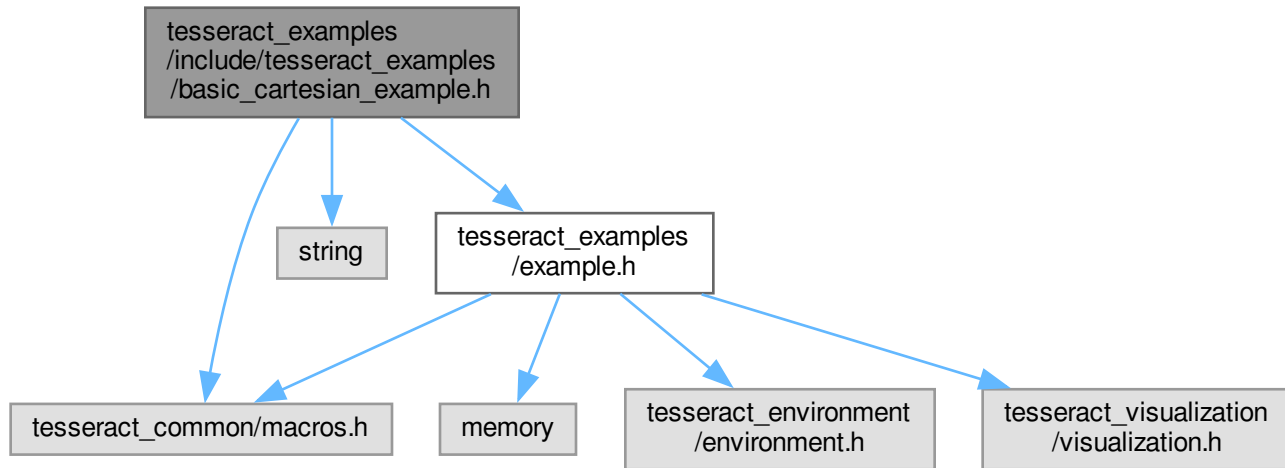 tesseract_examples
/include/tesseract_examples
/basic_cartesian_example.h
string
tesseract_examples
/example.h
tesseract_common/macros.h
memory
tesseract_environment
/environment.h
tesseract_visualization
/visualization.h